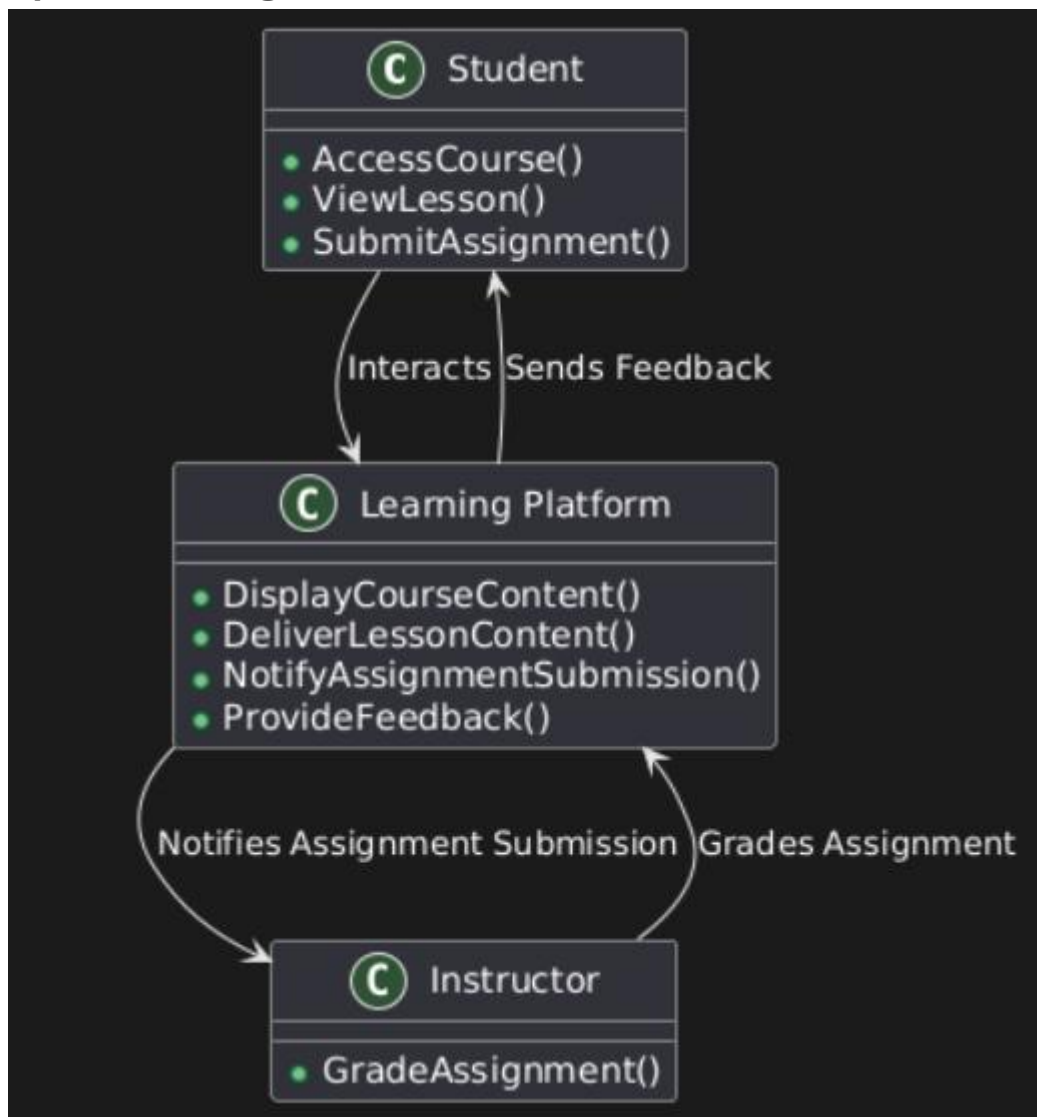 C Student
AccessCourse()
ViewLesson()
SubmitAssignment()
Interacts Sends Feedback
C Learning Platform
DisplayCourseContent()
DeliverLessonContent()
NotifyAssignmentSubmission()
ProvideFeedback()
Notifies Assignment Submission Grades Assignment
C Instructor
GradeAssignment()